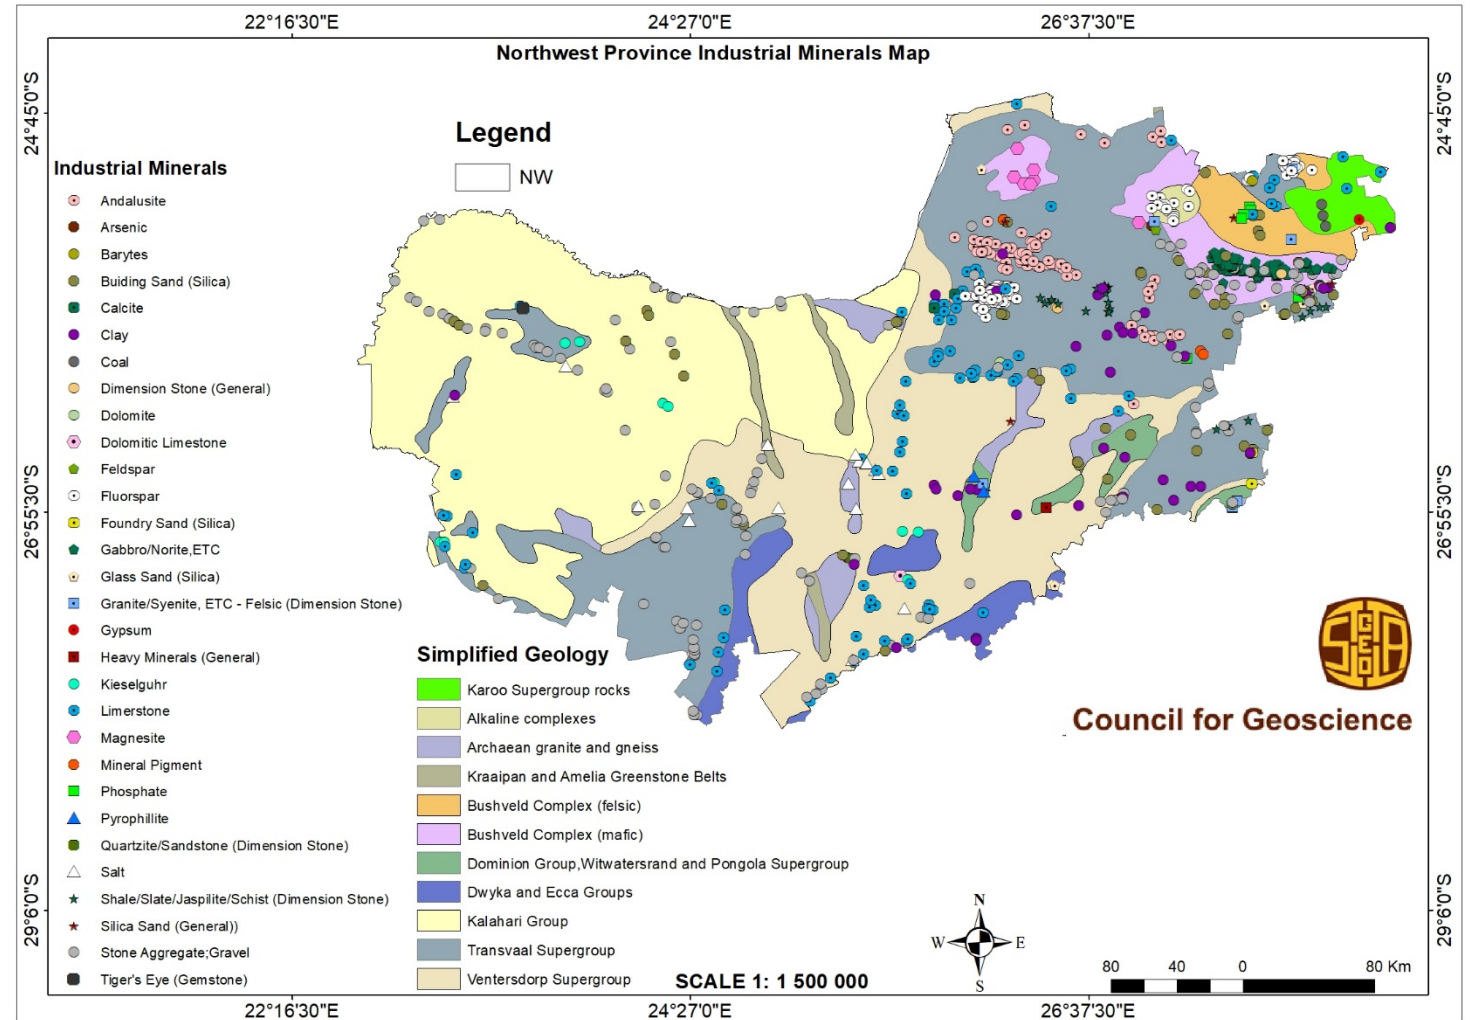 22°16'30"E
24°27'0"E
26°37'30"E
Northwest Province Industrial Minerals Map
24°45'0"S
24°45'0"S
Legend
NW
Industrial Minerals
Andalusite
Arsenic
Barytes
Buiding Sand (Silica)
Calcite
Clay
Coal
Dimension Stone (General)
Dolomite
Dolomitic Limestone
Feldspar
Fluorspar
Foundry Sand (Silica)
Gabbro/Norite,ETC
Glass Sand (Silica)
Granite/Syenite, ETC - Felsic (Dimension Stone)
Gypsum
Heavy Minerals (General)
Kieselguhr
Limerstone
Magnesite
Mineral Pigment
Phosphate
Pyrophillite
Quartzite/Sandstone (Dimension Stone)
Salt
Shale/Slate/Jaspilite/Schist (Dimension Stone)
Silica Sand (General))
Stone Aggregate;Gravel
Tiger's Eye (Gemstone)
26°55'30"S
26°55'30"S
Simplified Geology
Karoo Supergroup rocks
Alkaline complexes
Archaean granite and gneiss
Kraaipan and Amelia Greenstone Belts
Bushveld Complex (felsic)
Bushveld Complex (mafic)
Dominion Group,Witwatersrand and Pongola Supergroup
Dwyka and Ecca Groups
Kalahari Group
Transvaal Supergroup
Ventersdorp Supergroup
Council for Geoscience
N
W
E
S
29°6'0"S
29°6'0"S
SCALE 1: 1 500 000
80
40
0
80 Km
22°16'30"E
24°27'0"E
26°37'30"E